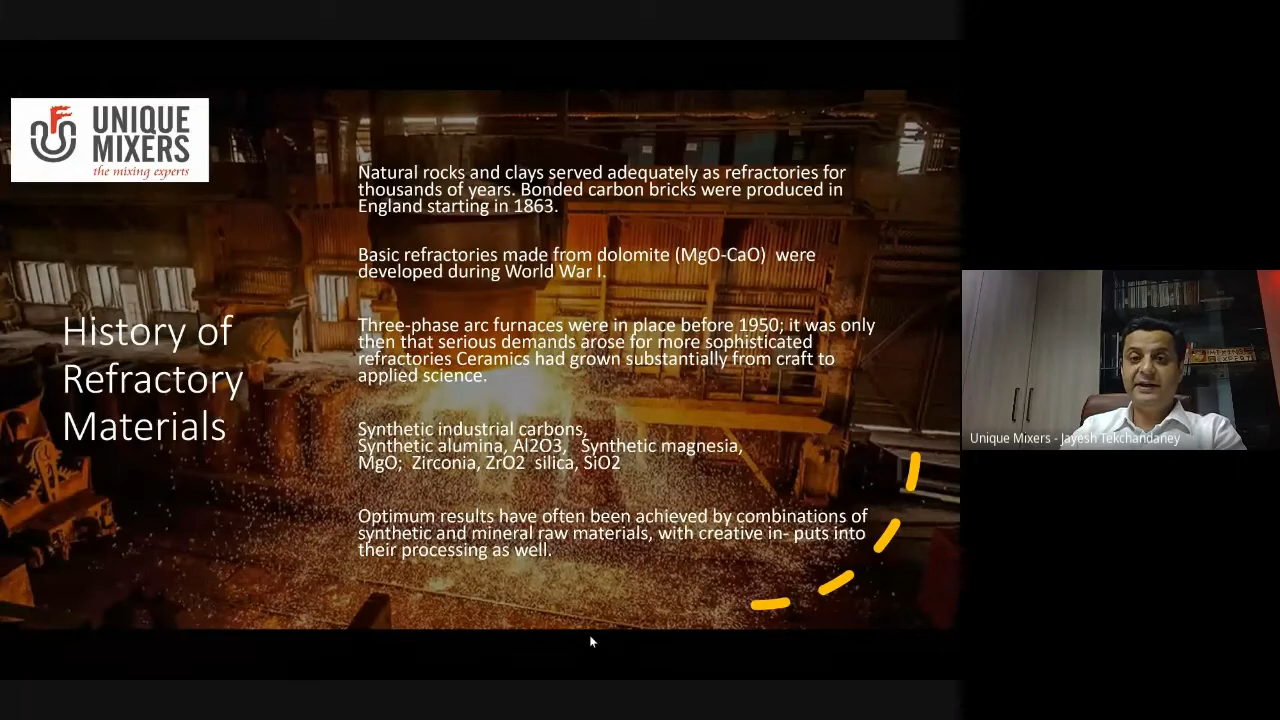 UNIQUE
MIXERS
the mixing experts
History of
Refractory
Materials
Natural rocks and clays served adequately as refractories for
thousands of years. Bonded carbon bricks were produced in
England starting in 1863.
Basic refractories made from dolomite (MgO-CaO)  were
developed during World War I.
Three-phase arc furnaces were in place before 1950; it was only
then that serious demands arose for more sophisticated
refractories Ceramics had grown substantially from craft to
applied science.
Synthetic industrial carbons,
Synthetic alumina, Al2O3,   Synthetic magnesia,
MgO;  Zirconia, ZrO2  silica, SiO2
Optimum results have often been achieved by combinations of
synthetic and mineral raw materials, with creative in- puts into
their processing as well.
MIXING EXPERT
Unique Mixers - Jayesh Tekchandaney